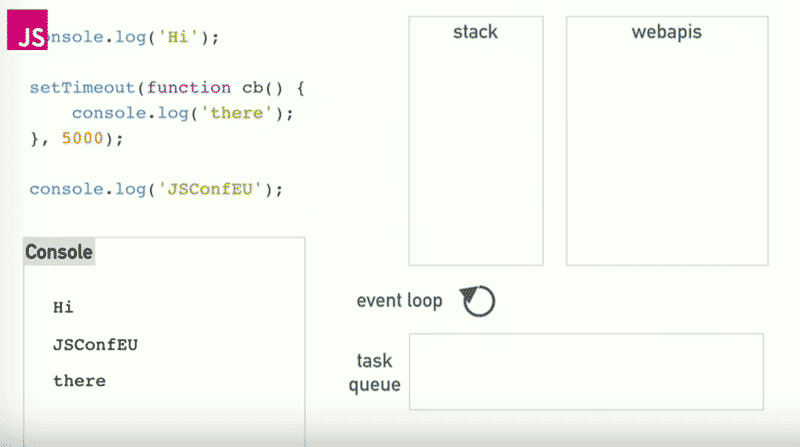 JS
onsole.log('Hi');
setTimeout(function cb() {
console.log('there');
}, 5000);
console.log('JSConfEU');
Console
Hi
JSConfEU
there
stack
webapis
event loop
task
queue